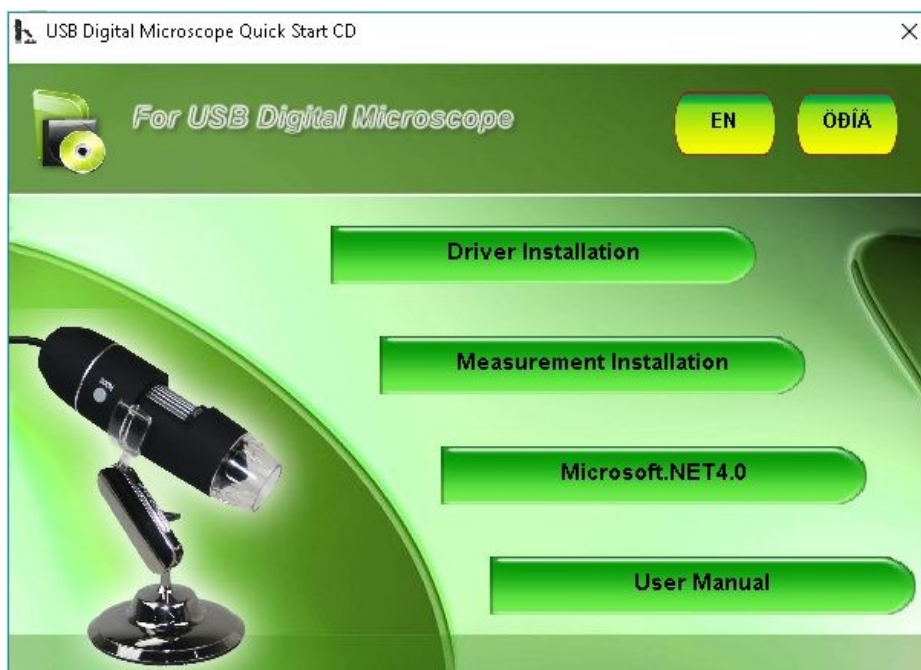 USB Digital Microscope Quick Start CD
For USB Digital Microscope
EN
ÖÐÎÄ
Driver Installation
Measurement Installation
Microsoft.NET4.0
User Manual